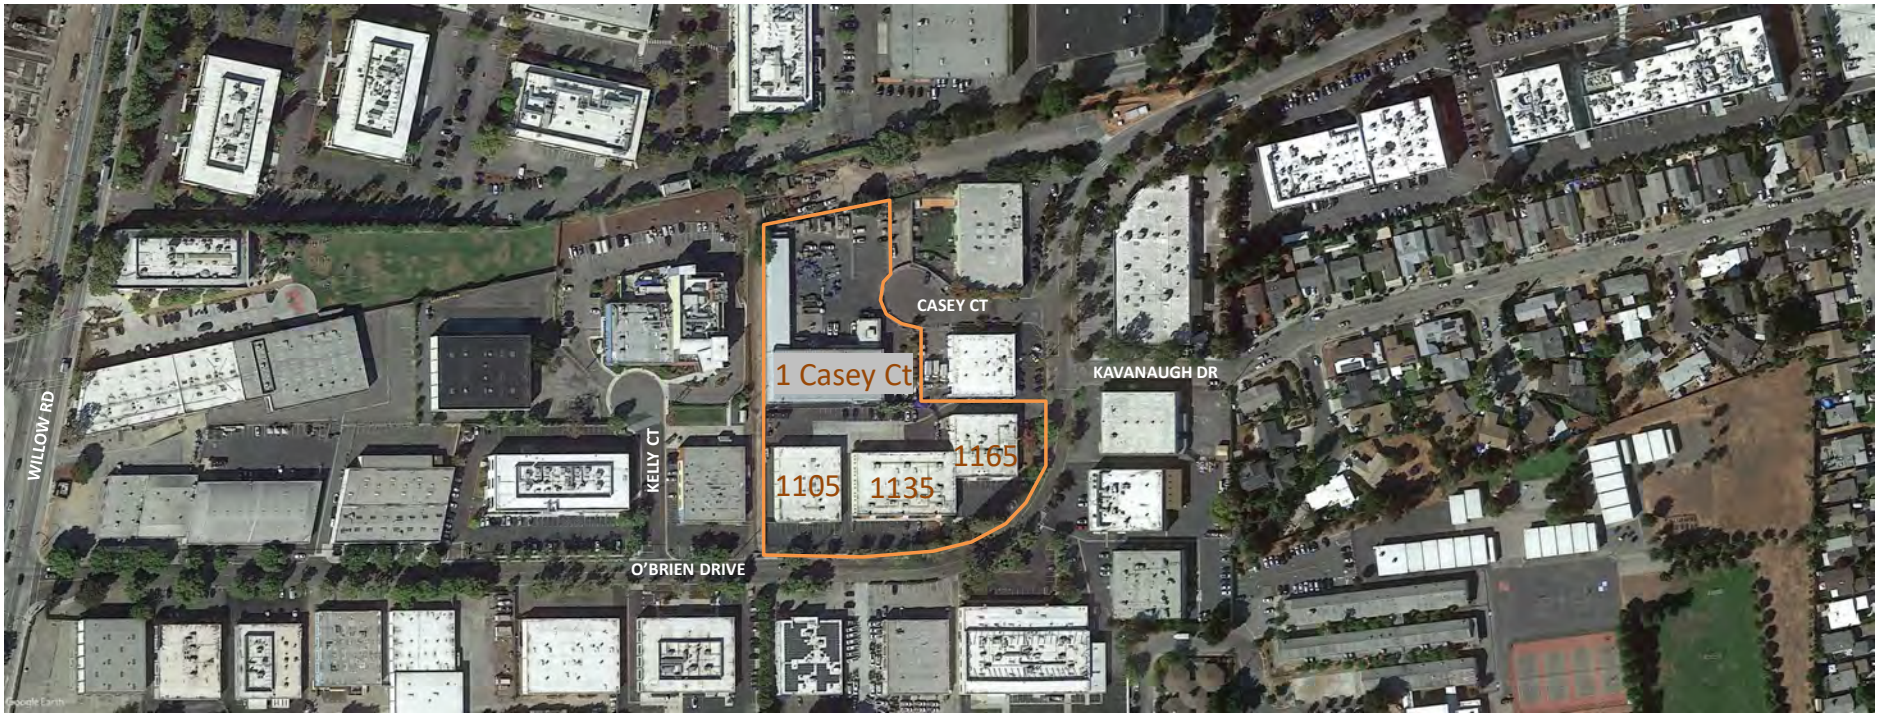 CASEY CT
1 Casey Ct
KAVANAUGH DR
WILLOW RD
KELLY CT
1165
1105
1135
O'BRIEN DRIVE
Google Earth